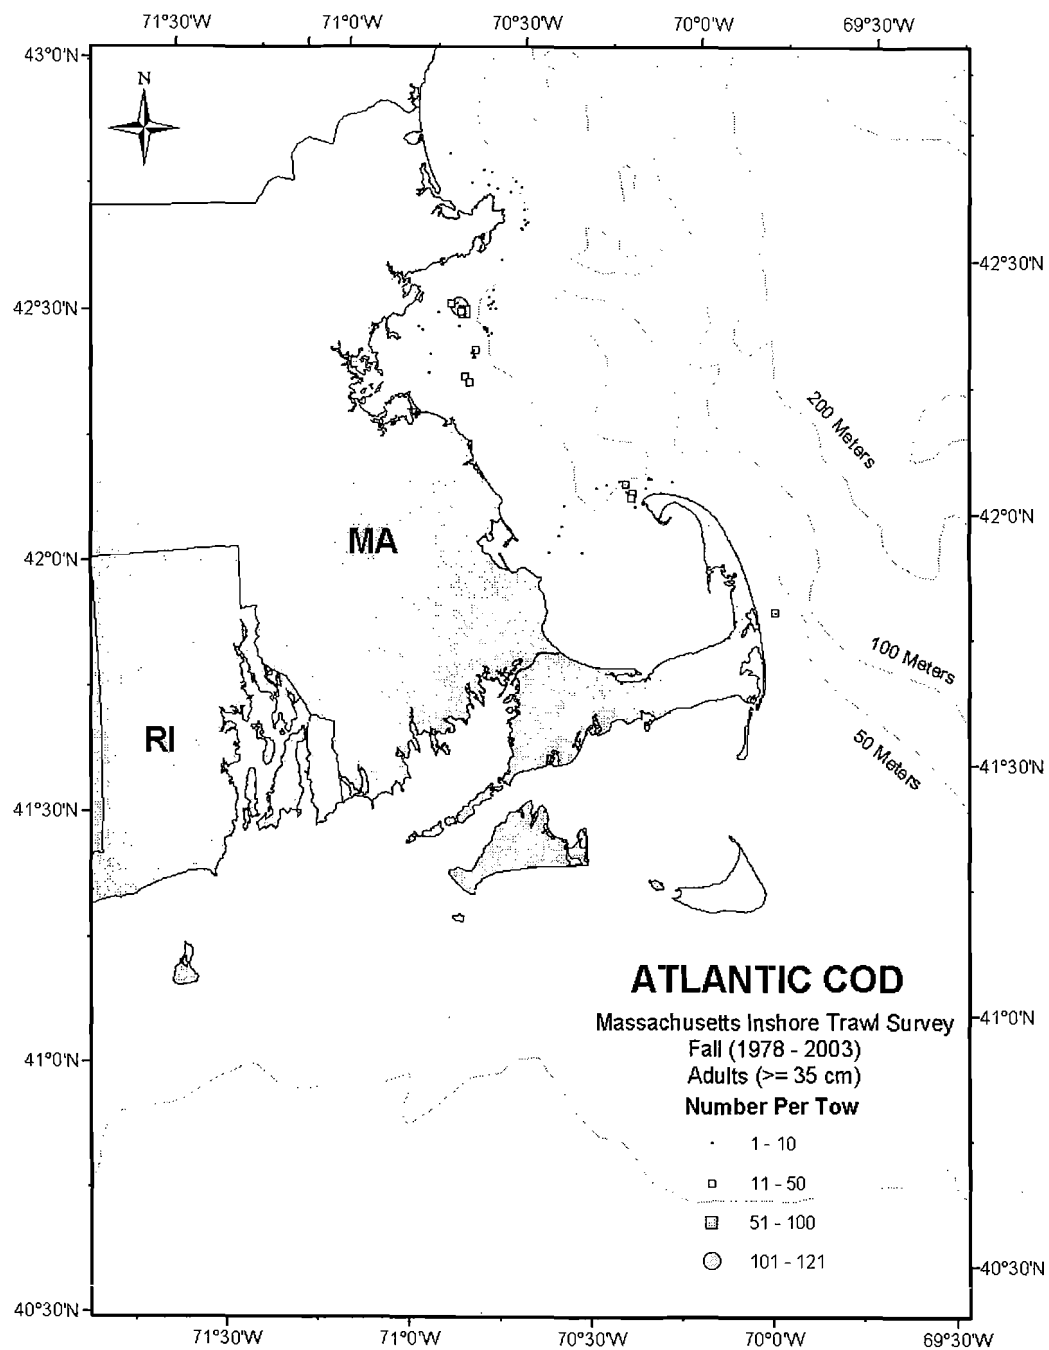 71°30'W 71°0'W 70°30'W 70°0'W 69°30'W
43°0'N
N
42°30'N
42°30'N
200 Meters
42°0'N
MA
42°0'N
100 Meters
RI
50 Meters
41°30'N
41°30'N
ATLANTIC COD
Massachusetts Inshore Trawl Survey
41°0'N
Fall (1978 - 2003)
41°0'N
Adults (>= 35 cm)
Number Per Tow
1 - 10
11 - 50
51 - 100
101 - 121
40°30'N
40°30'N
71°30'W 71°0'W 70°30'W 70°0'W 69°30'W